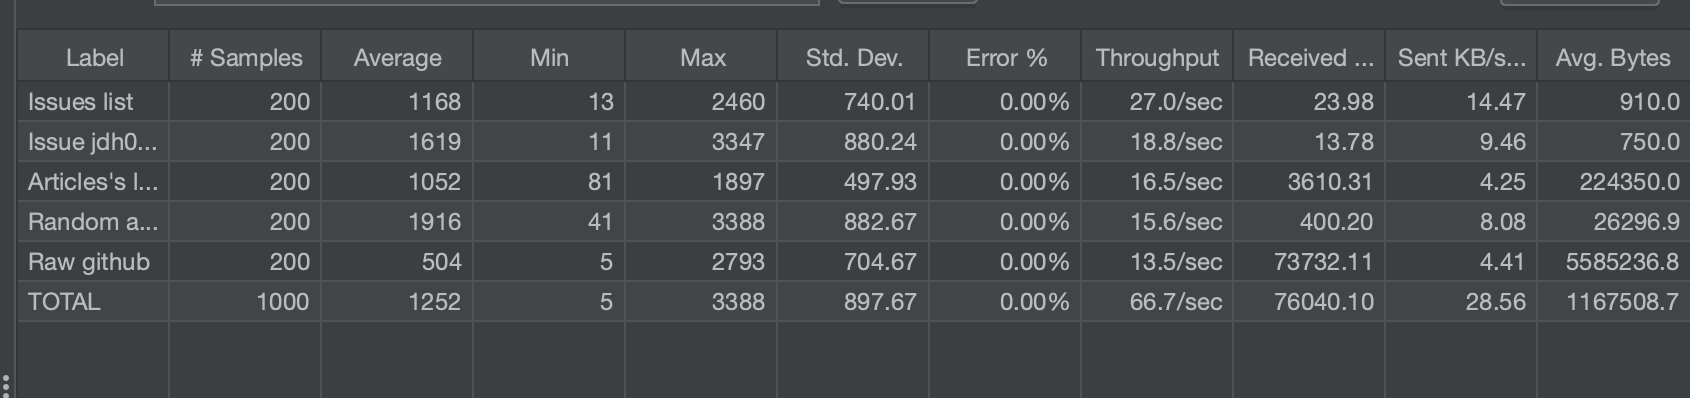 Label # Samples Average Min Max Std. Dev. Error % Throughput Received ... Sent KB/s... Avg. Bytes
Issues list 200 1168 13 2460 740.01 0.00% 27.0/sec 23.98 14.47 910.0
Issue jdh0... 200 1619 11 3347 880.24 0.00% 18.8/sec 13.78 9.46 750.0
Articles's l... 200 1052 81 1897 497.93 0.00% 16.5/sec 3610.31 4.25 224350.0
Random a... 200 1916 41 3388 882.67 0.00% 15.6/sec 400.20 8.08 26296.9
Raw github 200 504 5 2793 704.67 0.00% 13.5/sec 73732.11 4.41 5585236.8
TOTAL 1000 1252 5 3388 897.67 0.00% 66.7/sec 76040.10 28.56 1167508.7